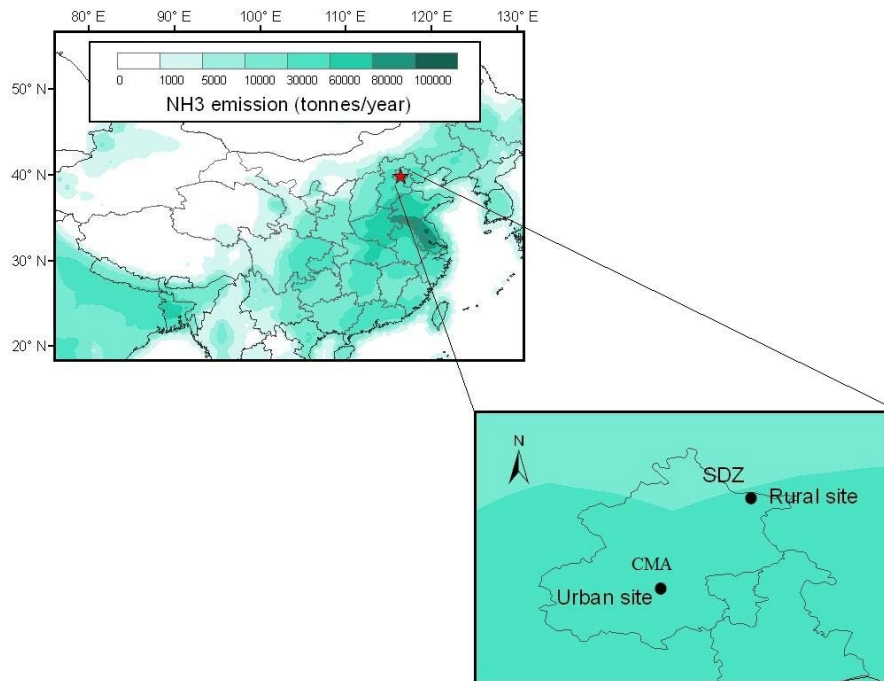 80° E 90° E 100° E 110° E 120° E 130° E
0 1000 5000 10000 30000 60000 80000 100000
NH3 emission (tonnes/year)
50° N
40° N
30° N
20° N
N
SDZ
Rural site
CMA
Urban site